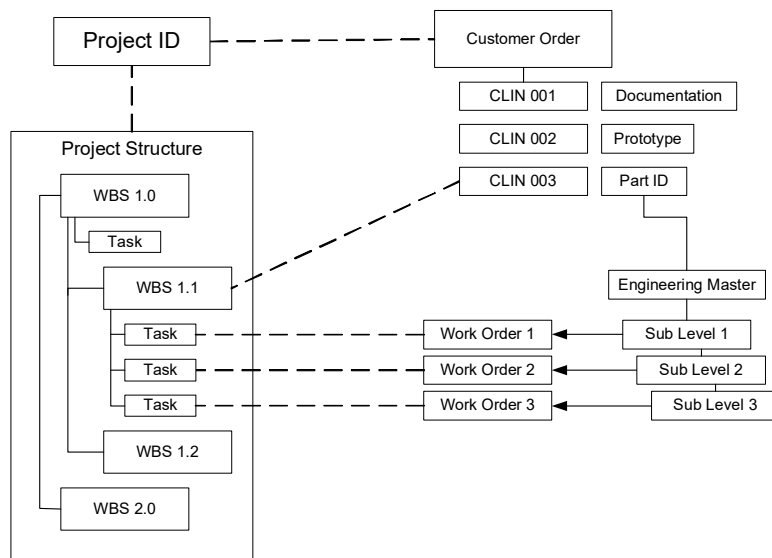 Project ID
Customer Order
CLIN 001
Documentation
CLIN 002
Prototype
Project Structure
CLIN 003
Part ID
WBS 1.0
Task
WBS 1.1
Engineering Master
Task
Work Order 1
Sub Level 1
Task
Work Order 2
Sub Level 2
Task
Work Order 3
Sub Level 3
WBS 1.2
WBS 2.0